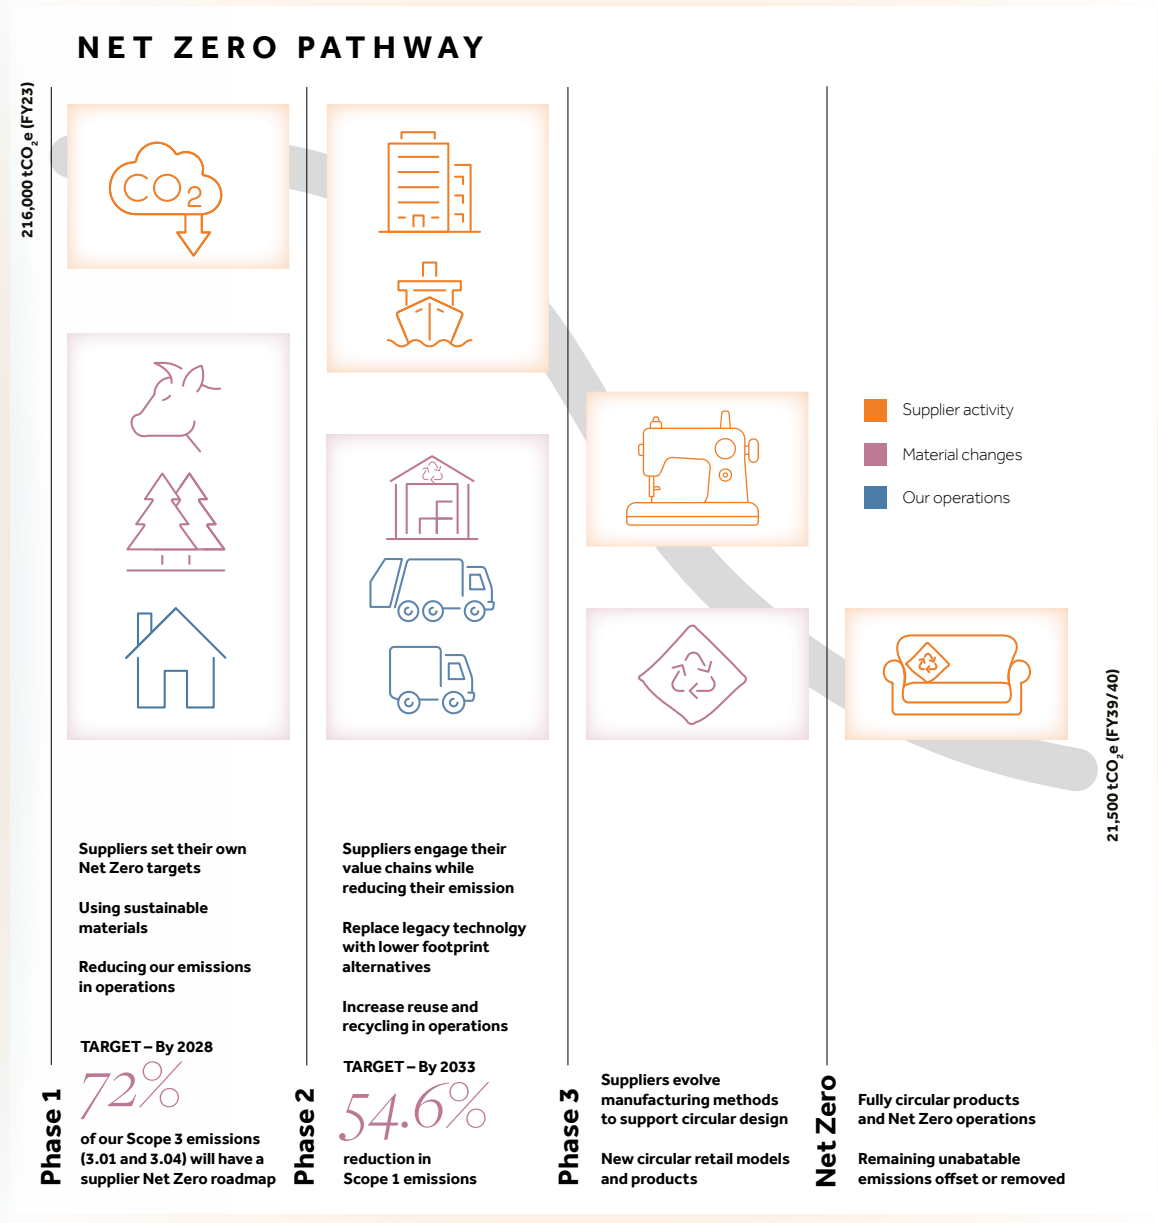 NET ZERO PATHWAY
216,000 tCO2e (FY23)
CO2
Supplier activity
Material changes
Our operations
21,500 tCO2e (FY39/40)
Phase 1
Suppliers set their own
Net Zero targets
Using sustainable
materials
Reducing our emissions
in operations
TARGET – By 2028
72%
of our Scope 3 emissions
(3.01 and 3.04) will have a
supplier Net Zero roadmap
Phase 2
Suppliers engage their
value chains while
reducing their emission
Replace legacy technolgy
with lower footprint
alternatives
Increase reuse and
recycling in operations
TARGET – By 2033
54.6%
reduction in
Scope 1 emissions
Phase 3
Suppliers evolve
manufacturing methods
to support circular design
New circular retail models
and products
Net Zero
Fully circular products
and Net Zero operations
Remaining unabatable
emissions offset or removed